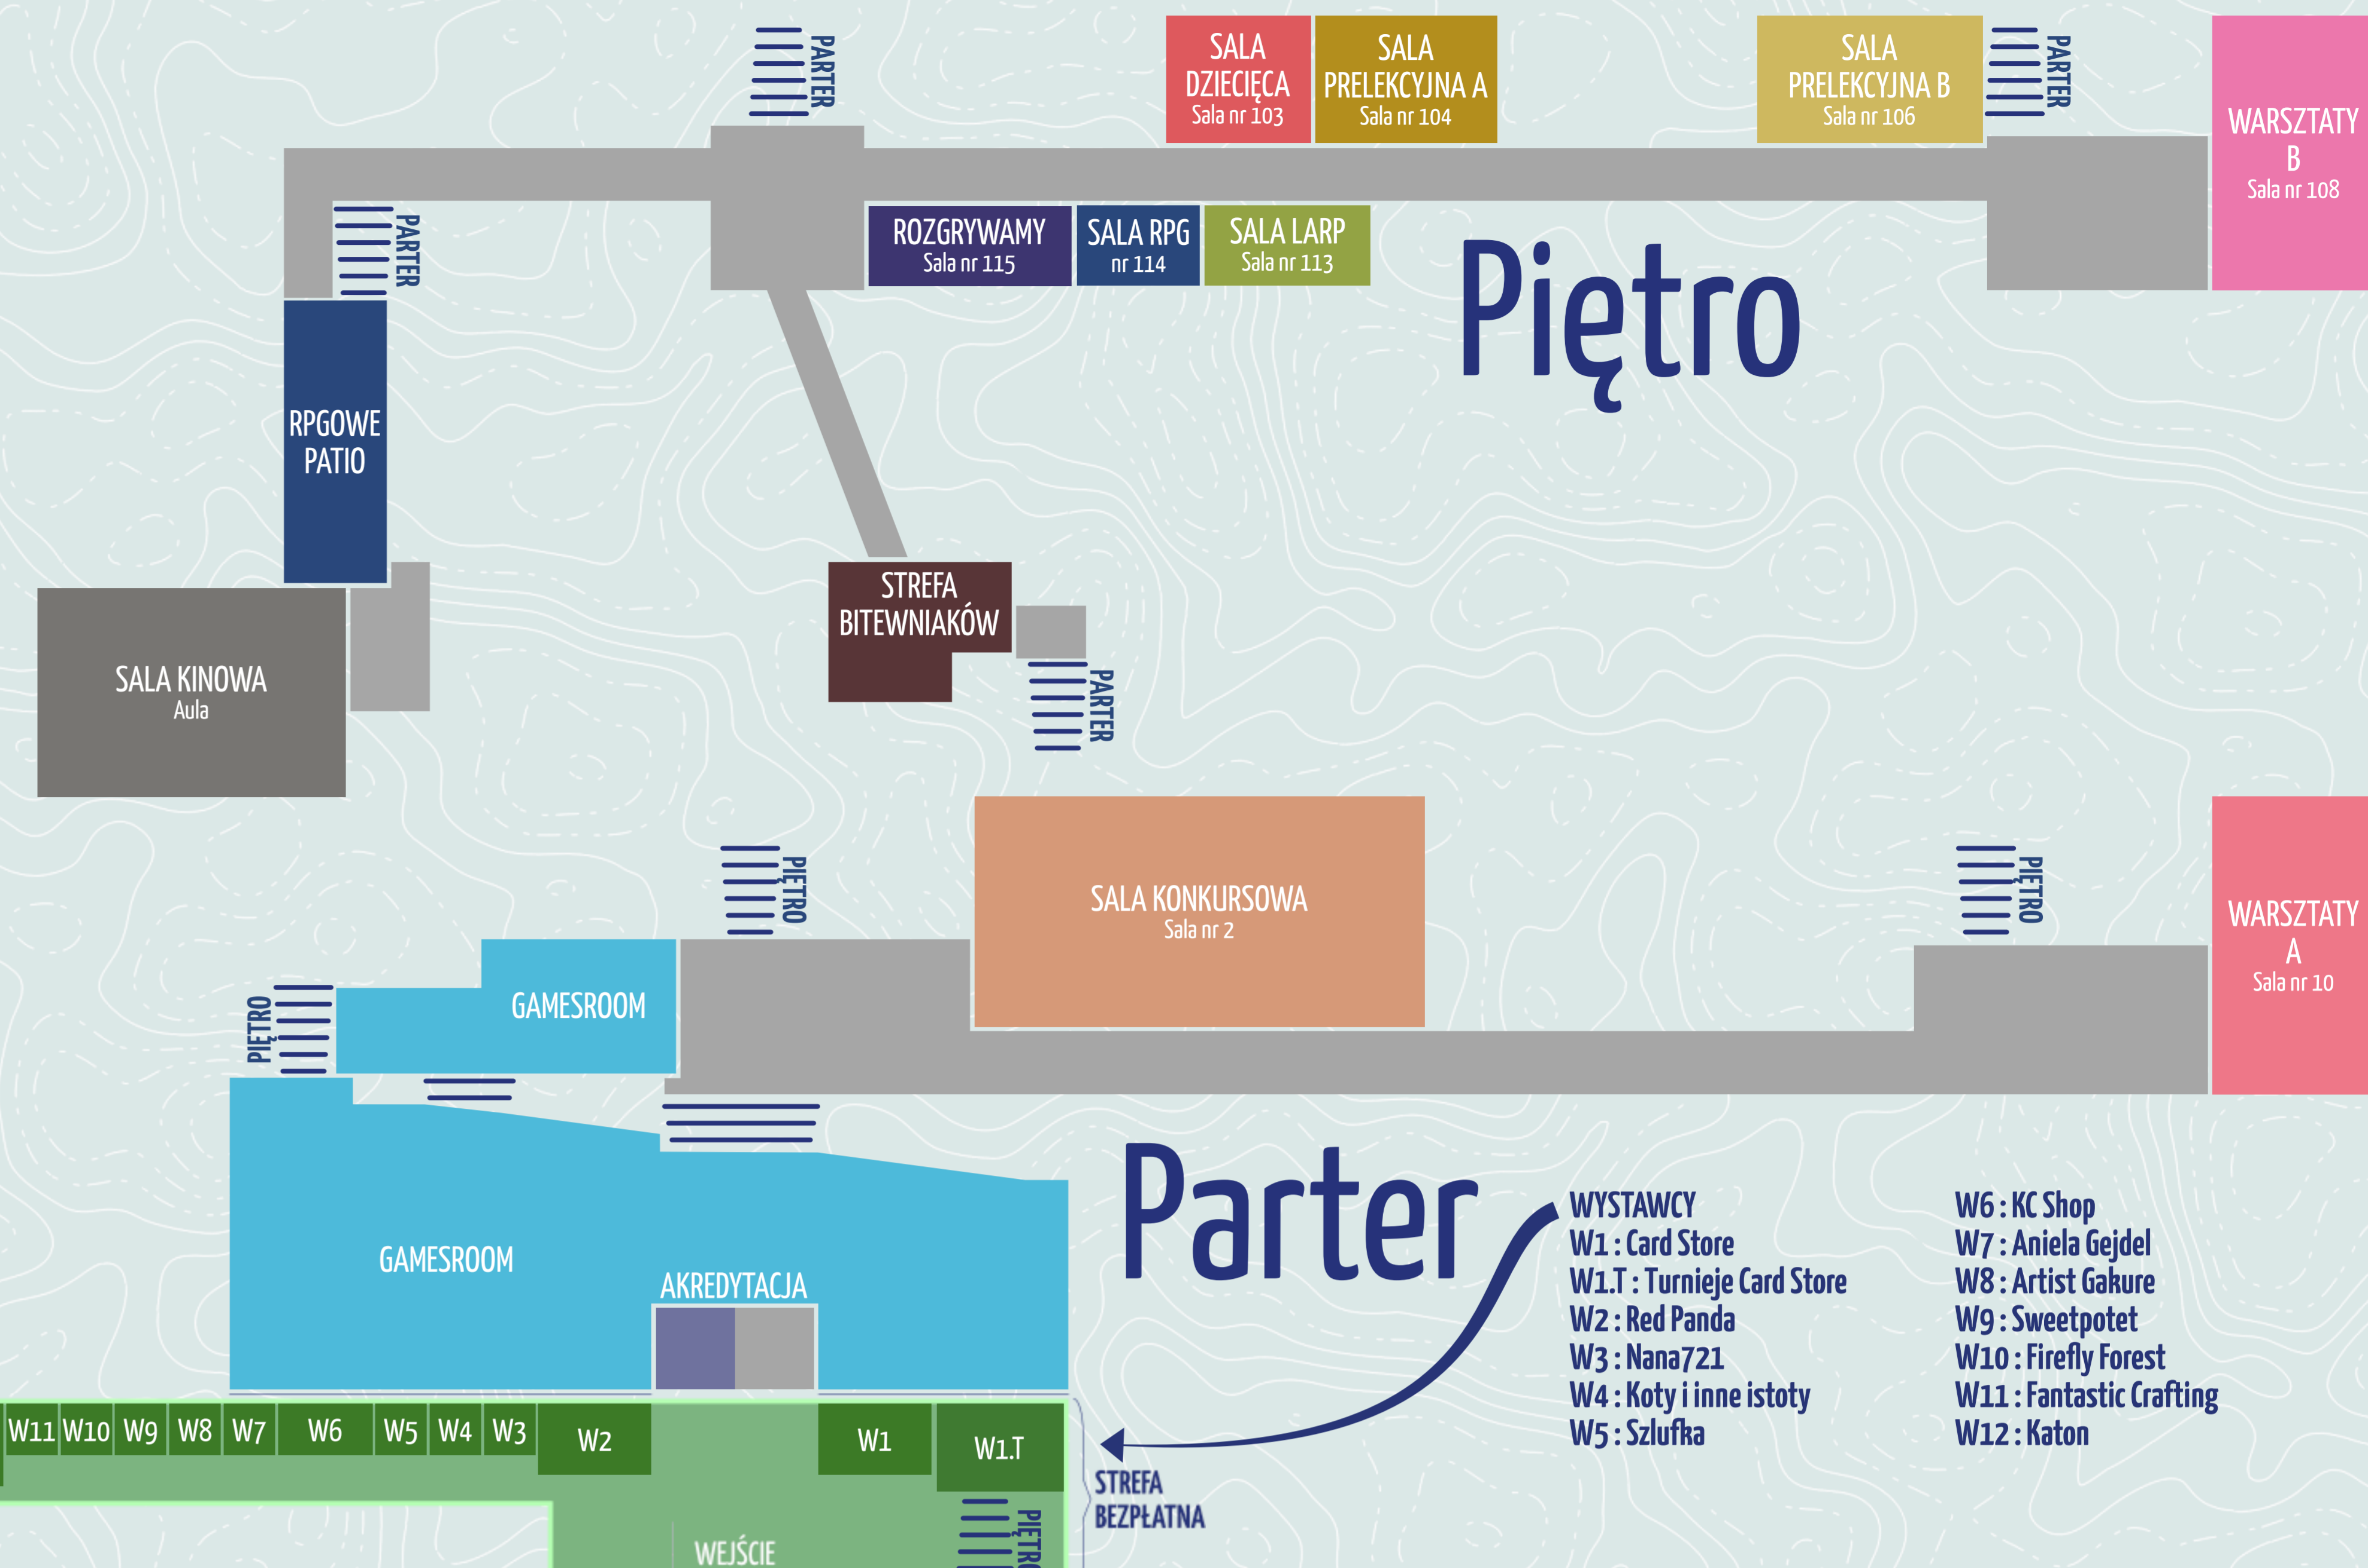 PARTER
SALA
DZIECIĘCA
Sala nr 103
SALA
PRELEKCYJNA A
Sala nr 104
SALA
PRELEKCYJNA B
Sala nr 106
PARTER
WARSZTATY
B
Sala nr 108
PARTER
ROZGRYWAMY
Sala nr 115
SALA RPG
nr 114
SALA LARP
Sala nr 113
Piętro
RPGOWE
PATIO
STREFA
BITEWNIAKÓW
SALA KINOWA
Aula
PARTER
PIĘTRO
SALA KONKURSOWA
Sala nr 2
PIĘTRO
WARSZTATY
A
Sala nr 10
PIĘTRO
GAMESROOM
Parter
GAMESROOM
AKREDYTACJA
WYSTAWCY
W1 : Card Store
W1.T : Turnieje Card Store
W2 : Red Panda
W3 : Nana721
W4 : Koty i inne istoty
W5 : Szlufka
W6 : KC Shop
W7 : Aniela Gejdel
W8 : Artist Gakure
W9 : Sweetpotet
W10 : Firefly Forest
W11 : Fantastic Crafting
W12 : Katon
W11
W10
W9
W8
W7
W6
W5
W4
W3
W2
W1
W1.T
STREFA
BEZPŁATNA
PIĘTRO
WEJŚCIE